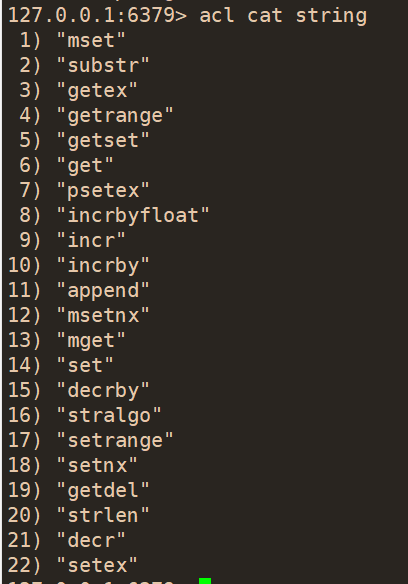 127.0.0.1:6379> acl cat string
1) "mset"
2) "substr"
3) "getex"
4) "getrange"
5) "getset"
6) "get"
7) "psetex"
8) "incrbyfloat"
9) "incr"
10) "incrby"
11) "append"
12) "msetnx"
13) "mget"
14) "set"
15) "decrby"
16) "stralgo"
17) "setrange"
18) "setnx"
19) "getdel"
20) "strlen"
21) "decr"
22) "setex"